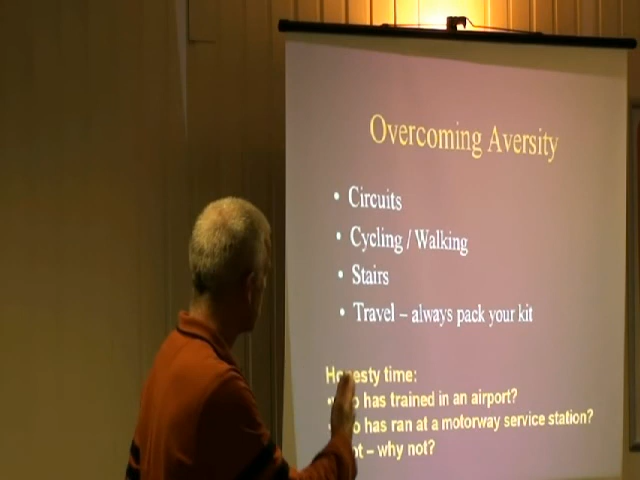 Overcoming Aversity
• Circuits
• Cycling / Walking
• Stairs
• Travel – always pack your kit
Honesty time:
has trained in an airport?
has ran at a motorway service station?
– why not?